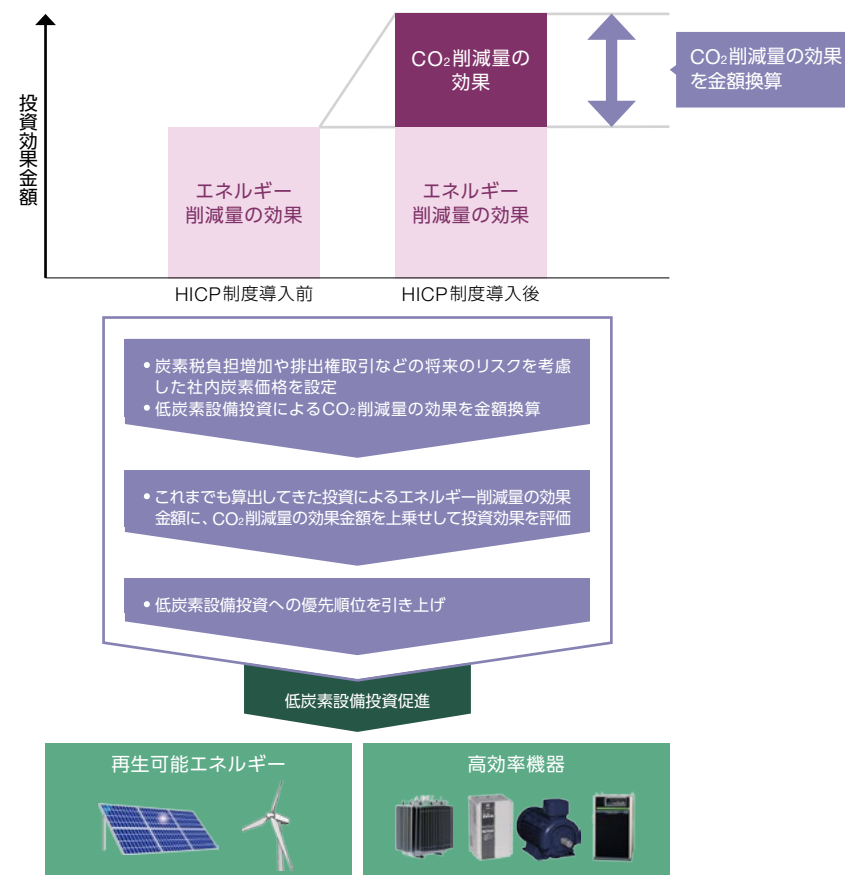 投資効果金額
CO₂削減量の
効果
CO₂削減量の効果
を金額換算
エネルギー
削減量の効果
エネルギー
削減量の効果
HICP制度導入前
HICP制度導入後
• 炭素税負担増加や排出権取引などの将来のリスクを考慮
した社内炭素価格を設定
• 低炭素設備投資によるCO₂削減量の効果を金額換算
• これまでも算出してきた投資によるエネルギー削減量の効果
金額に、CO₂削減量の効果金額を上乗せして投資効果を評価
• 低炭素設備投資への優先順位を引き上げ
低炭素設備投資促進
再生可能エネルギー
高効率機器